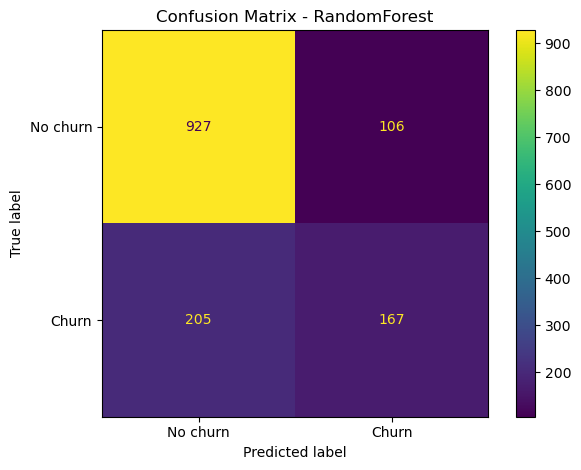 Confusion Matrix - RandomForest
No churn
927
106
Churn
205
167
No churn
Churn
Predicted label
True label
900
800
700
600
500
400
300
200